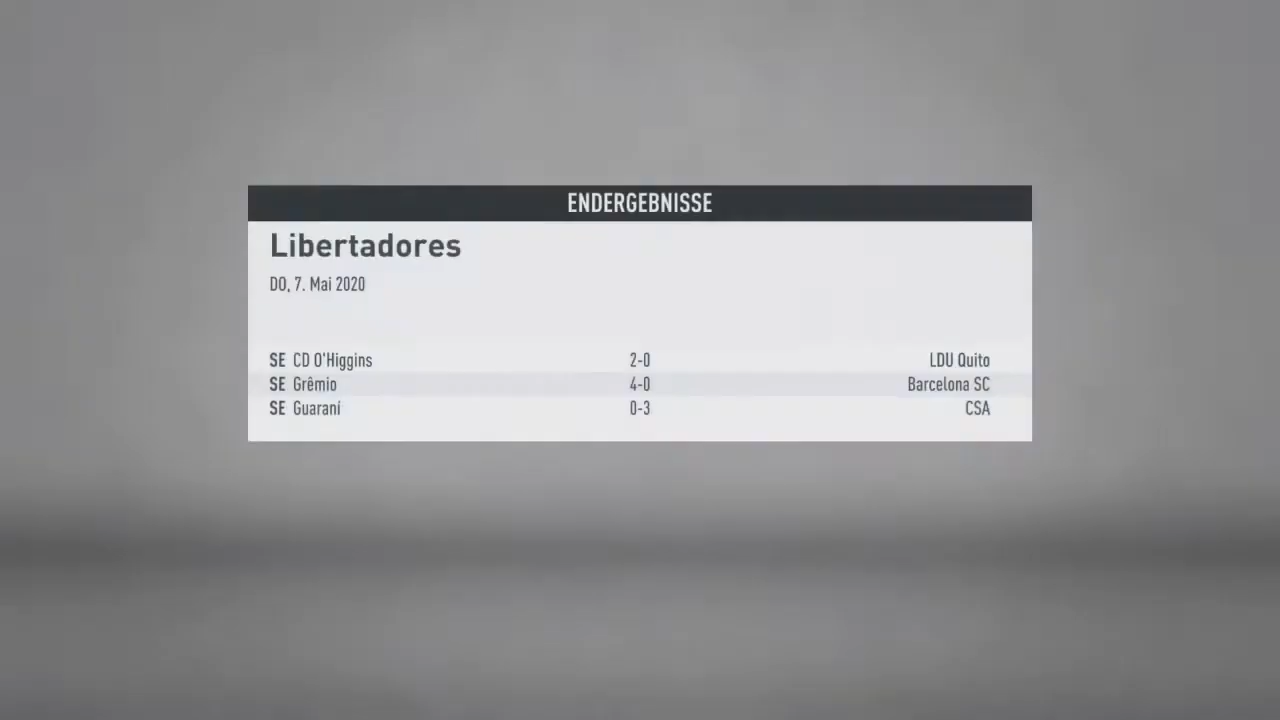 ENDERGEBNISSE
Libertadores
DO, 7. Mai 2020
SE CD O'Higgins 2-0 LDU Quito
SE Grêmio 4-0 Barcelona SC
SE Guaraní 0-3 CSA